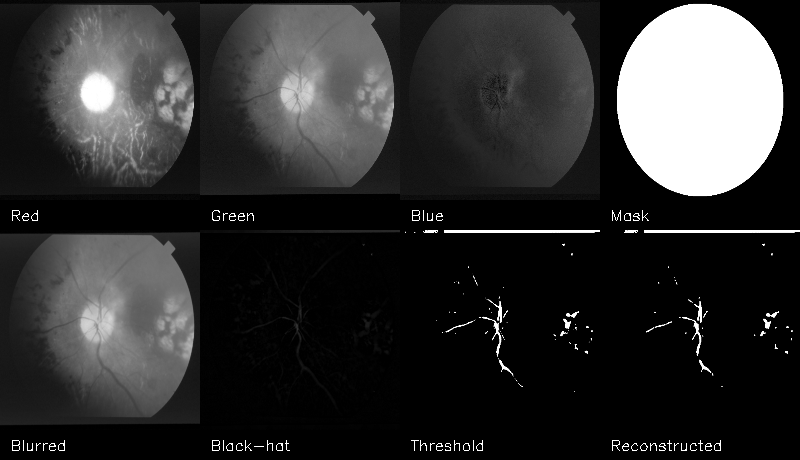 Red
Green
Blue
Mask
Blurred
Black-hat
Threshold
Reconstructed